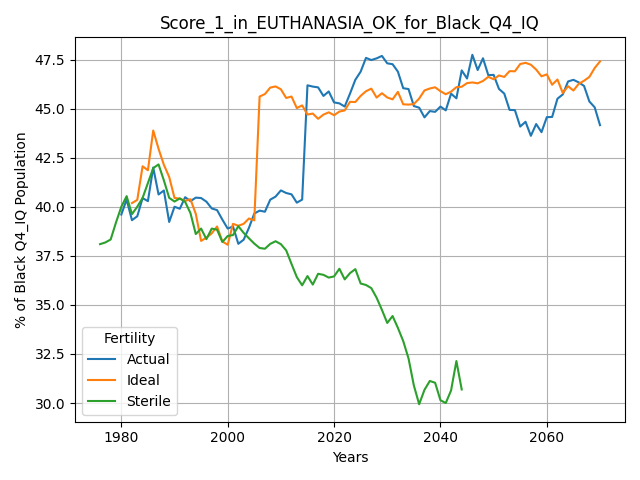 Score_1_in_EUTHANASIA_OK_for_Black_Q4_IQ
% of Black Q4_IQ Population
47.5
45.0
42.5
40.0
37.5
35.0
32.5
30.0
Fertility
Actual
Ideal
Sterile
1980
2000
2020
2040
2060
Years